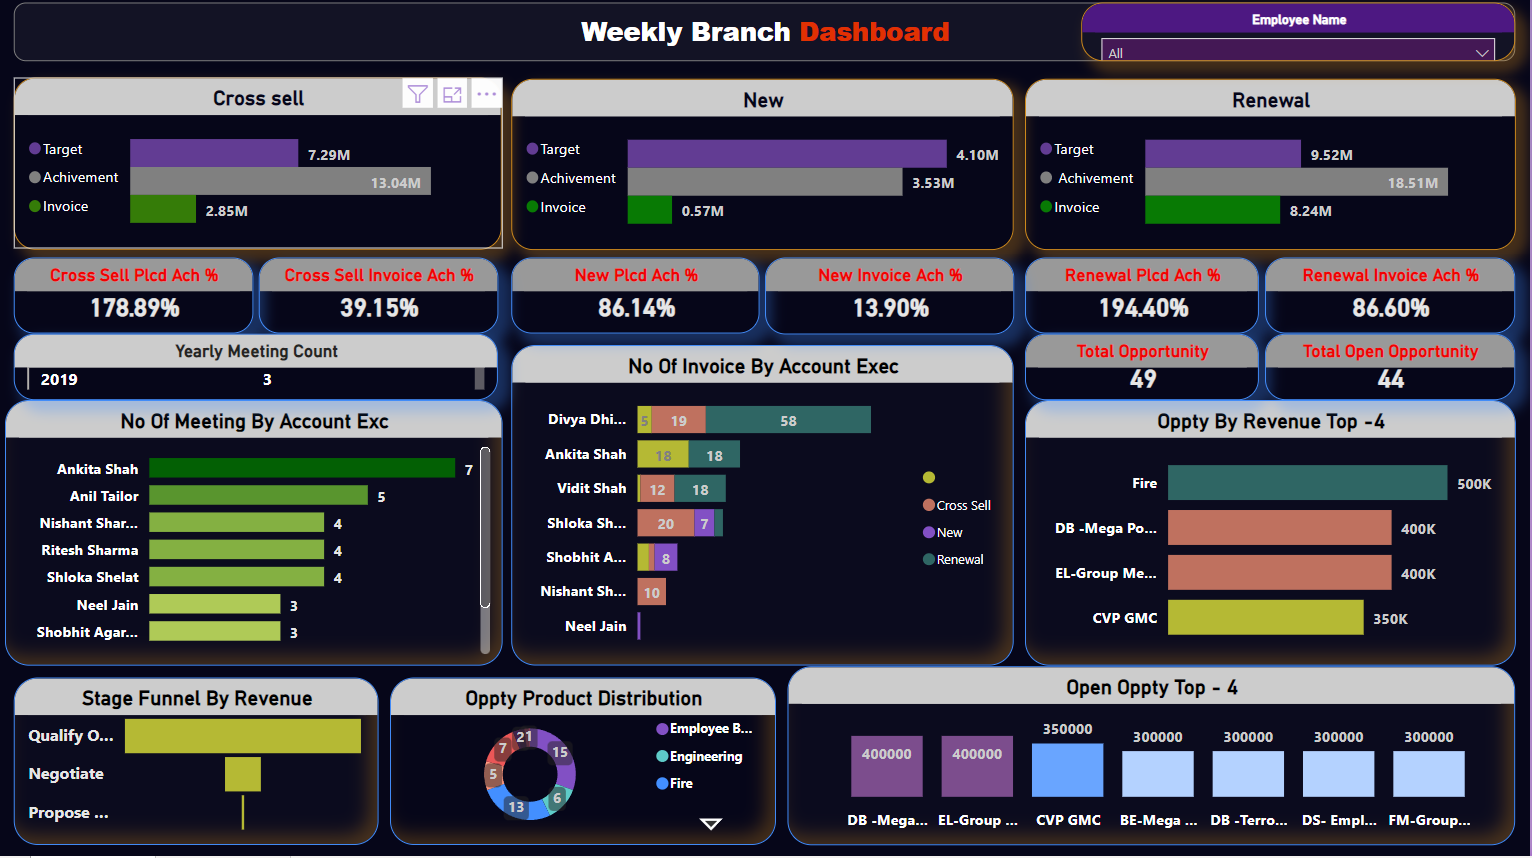 Weekly Branch Dashboard
Employee Name
All
Cross sell
Target
7.29M
Achivement
13.04M
Invoice
2.85M
New
Target
4.10M
Achivement
3.53M
Invoice
0.57M
Renewal
Target
9.52M
Achivement
18.51M
Invoice
8.24M
Cross Sell Plcd Ach %
178.89%
Cross Sell Invoice Ach %
39.15%
New Plcd Ach %
86.14%
New Invoice Ach %
13.90%
Renewal Plcd Ach %
194.40%
Renewal Invoice Ach %
86.60%
Yearly Meeting Count
2019 3
Total Opportunity
49
Total Open Opportunity
44
No Of Meeting By Account Exc
Ankita Shah 7
Anil Tailor 5
Nishant Shar... 4
Ritesh Sharma 4
Shloka Shelat 4
Neel Jain 3
Shobhit Agar... 3
No Of Invoice By Account Exec
Divya Dhi... 5 19 58
Ankita Shah 18 18
Vidit Shah 12 18
Shloka Sh... 20 7
Shobhit A... 8
Nishant Sh... 10
Neel Jain
Cross Sell
New
Renewal
Oppty By Revenue Top -4
Fire 500K
DB -Mega Po... 400K
EL-Group Me... 400K
CVP GMC 350K
Stage Funnel By Revenue
Qualify O...
Negotiate
Propose ...
Oppty Product Distribution
21
15
6
13
5
7
Employee B...
Engineering
Fire
Open Oppty Top - 4
400000 400000 350000 300000 300000 300000 300000
DB -Mega... EL-Group ... CVP GMC BE-Mega ... DB -Terro... DS- Empl... FM-Group...